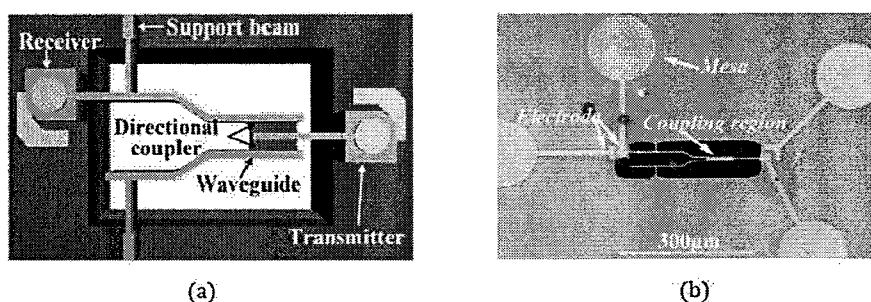 Support beam
Receiver
Directional
coupler
Waveguide
Transmitter
(a)
Mesa
Electrode
Coupling region
300μm
(b)